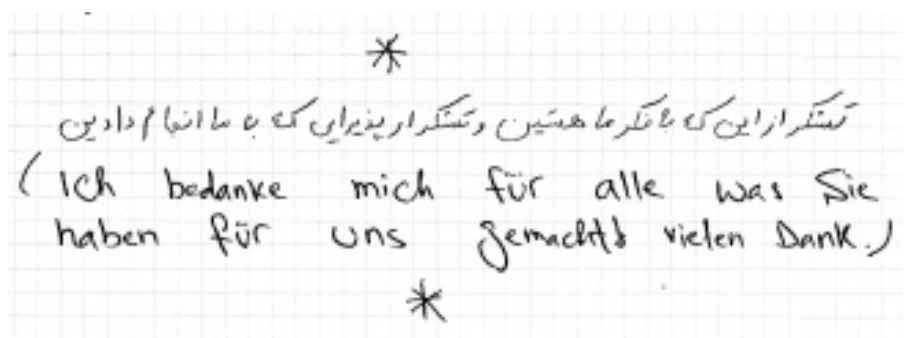 *
تشکر از این که با فکر ما هستین و تشکر از پذیرایی که با ما انجام دادین
(Ich bedanke mich für alle was Sie
haben für uns gemachtt vielen Dank.)
*